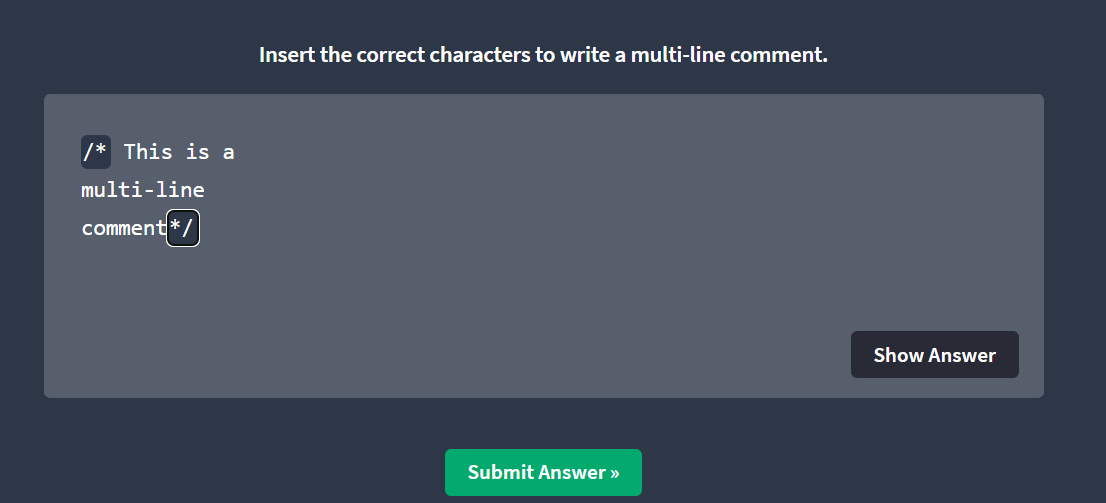 Insert the correct characters to write a multi-line comment.
/* This is a
multi-line
comment*/
Show Answer
Submit Answer »